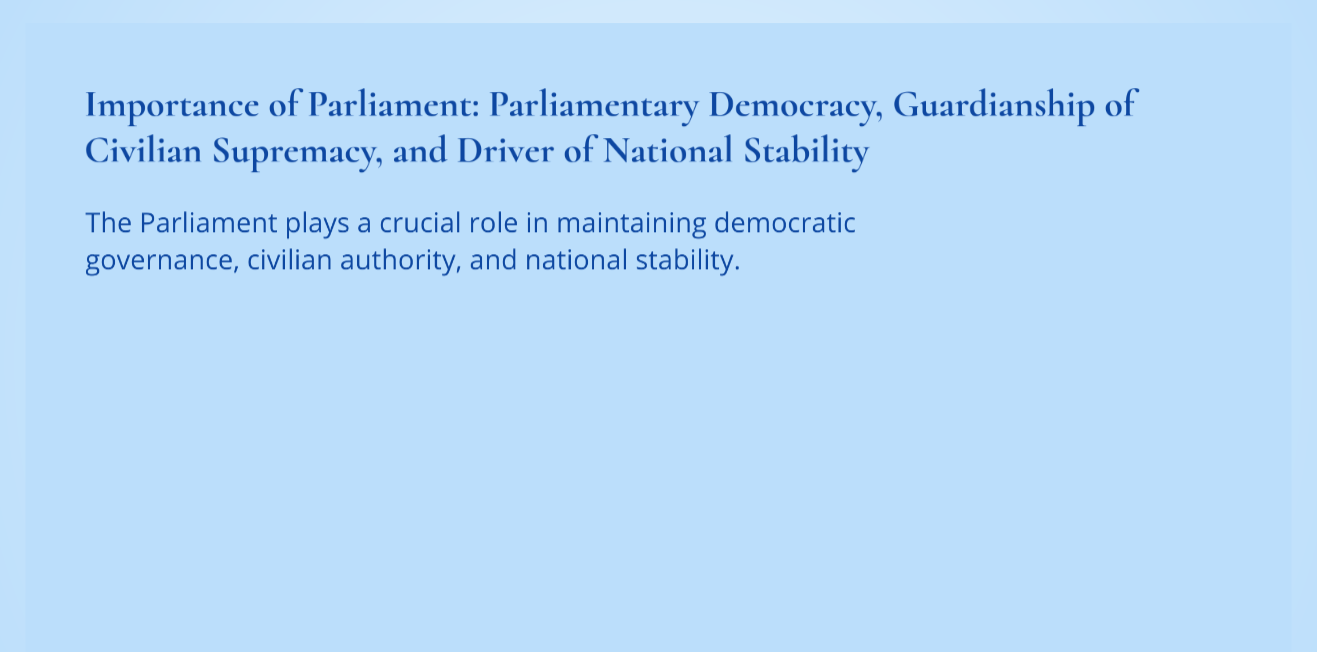 Importance of Parliament: Parliamentary Democracy, Guardianship of
Civilian Supremacy, and Driver of National Stability
The Parliament plays a crucial role in maintaining democratic
governance, civilian authority, and national stability.